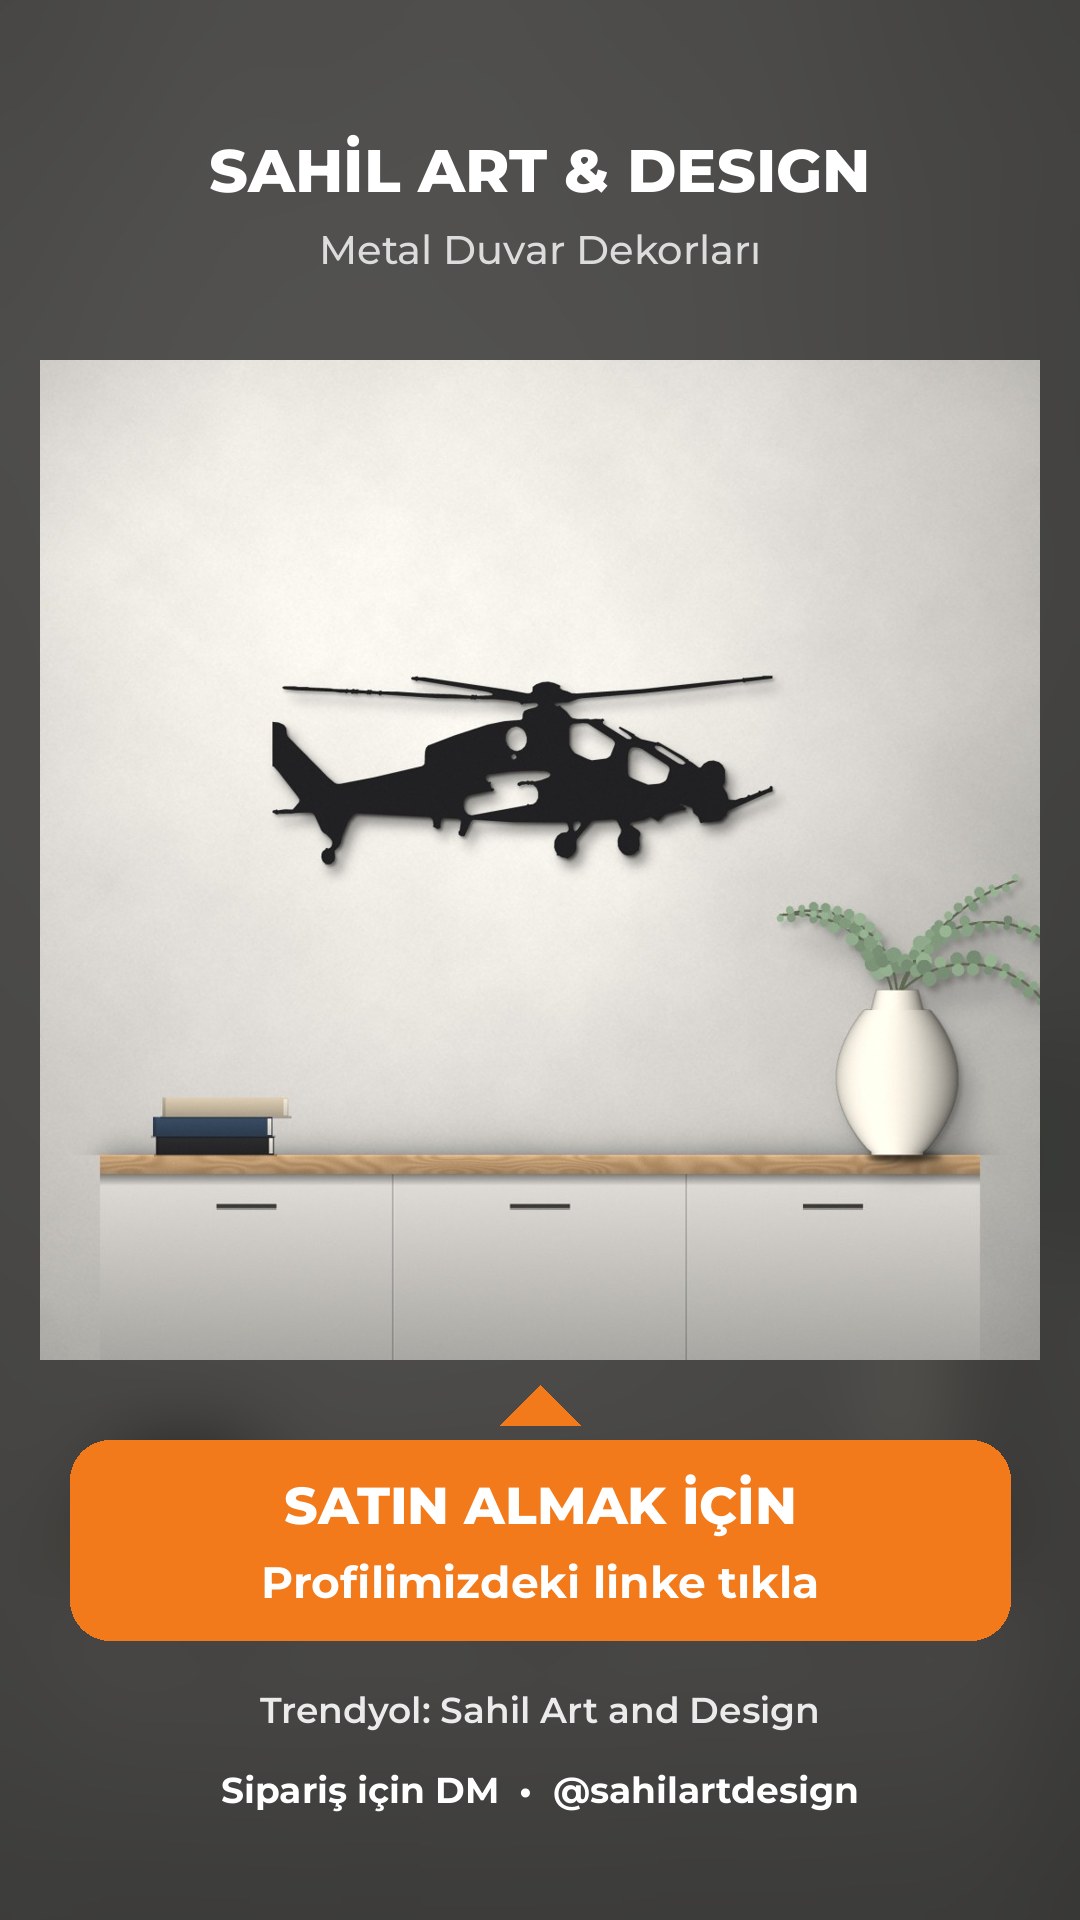 SAHİL ART & DESIGN
Metal Duvar Dekorları
SATIN ALMAK İÇİN
Profilimizdeki linke tıkla
Trendyol: Sahil Art and Design
Sipariş için DM • @sahilartdesign